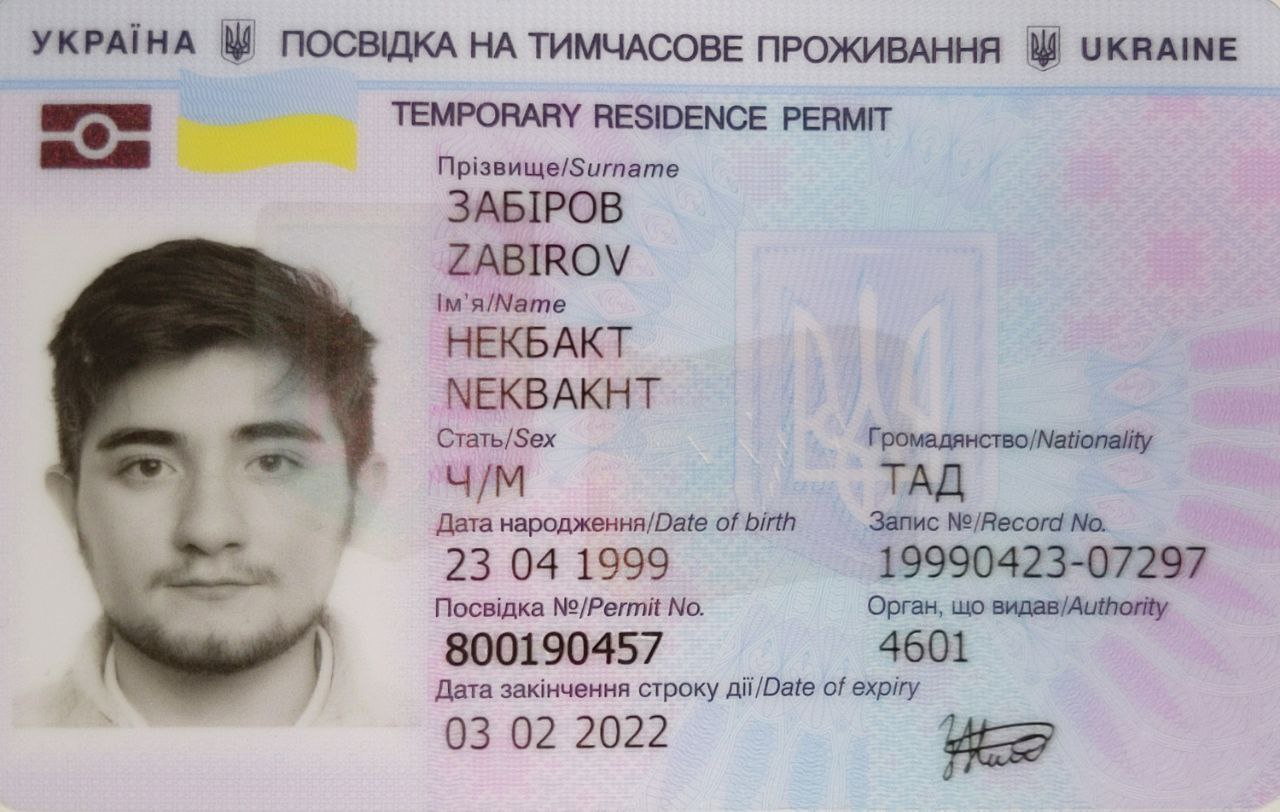 УКРАЇНА ПОСВІДКА НА ТИМЧАСОВЕ ПРОЖИВАННЯ UKRAINE
TEMPORARY RESIDENCE PERMIT
Прізвище/Surname
ЗАБІРОВ
ZABIROV
Ім'я/Name
НЕКБАКТ
NEKBAKHT
Стать/Sex
Ч/M
Громадянство/Nationality
ТАД
Дата народження/Date of birth
23 04 1999
Запис №/Record No.
19990423-07297
Посвідка №/Permit No.
800190457
Орган, що видав/Authority
4601
Дата закінчення строку дії/Date of expiry
03 02 2022